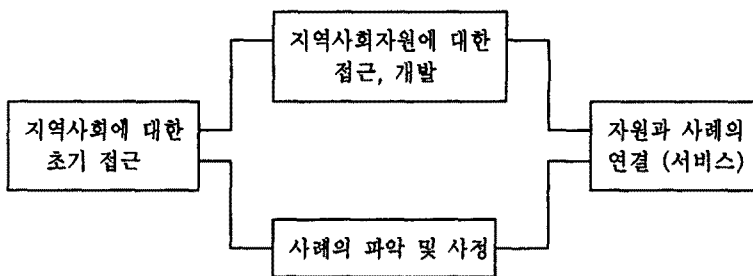 지역사회자원에 대한
접근, 개발
지역사회에 대한
초기 접근
자원과 사례의
연결 (서비스)
사례의 파악 및 사정